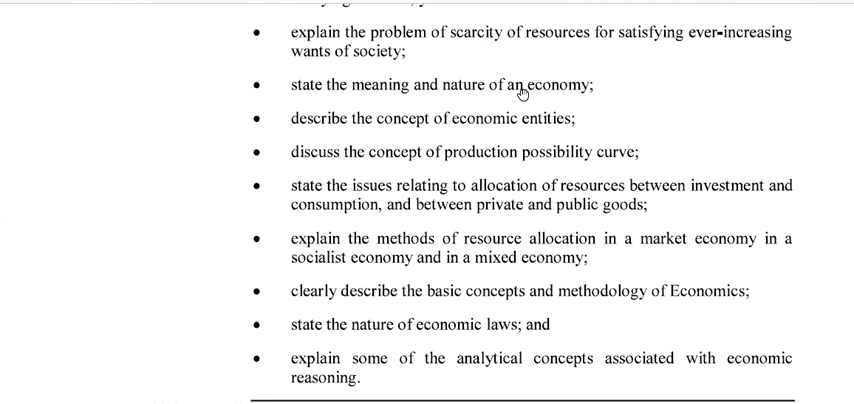 • explain the problem of scarcity of resources for satisfying ever-increasing
wants of society;
• state the meaning and nature of an economy;
• describe the concept of economic entities;
• discuss the concept of production possibility curve;
• state the issues relating to allocation of resources between investment and
consumption, and between private and public goods;
• explain the methods of resource allocation in a market economy in a
socialist economy and in a mixed economy;
• clearly describe the basic concepts and methodology of Economics;
• state the nature of economic laws; and
• explain some of the analytical concepts associated with economic
reasoning.